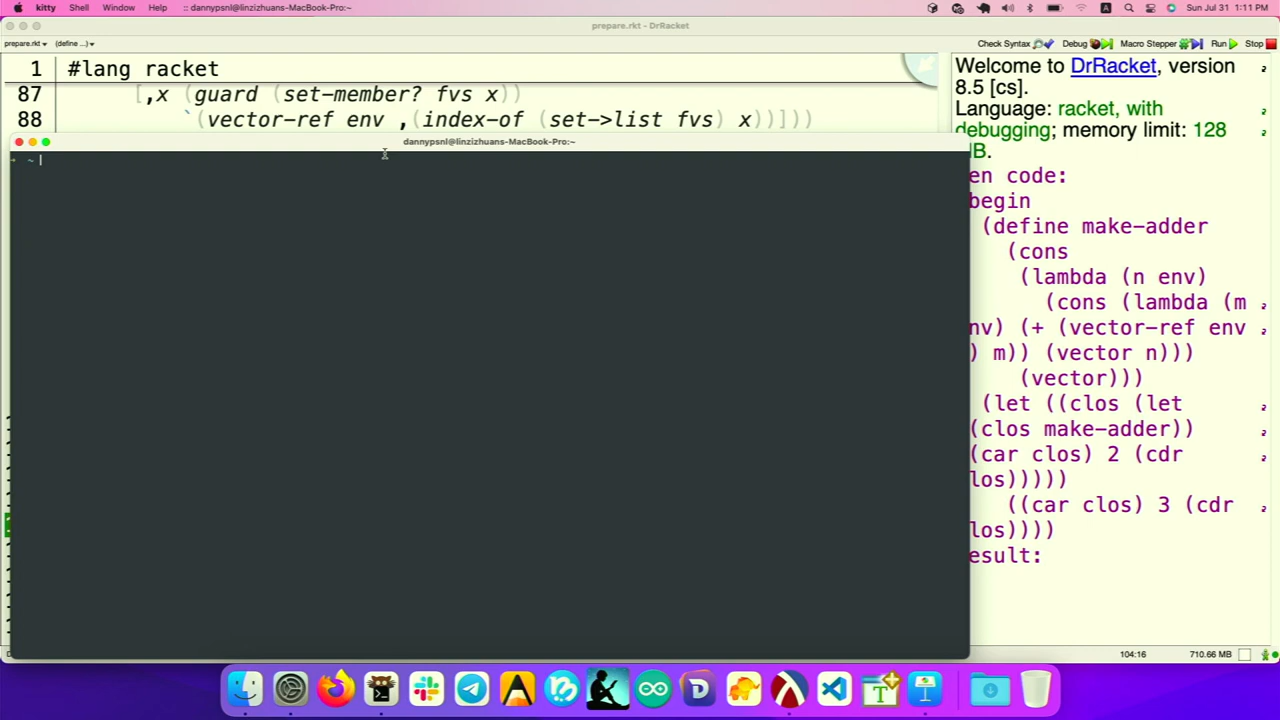 kitty Shell Window Help :: dannypsnl@linzizhuans-MacBook-Pro:~ Sun Jul 31 1:11 PM
prepare.rkt - DrRacket
prepare.rkt (define ...) Check Syntax Debug Macro Stepper Run Stop
1 #lang racket
87 [,x (guard (set-member? fvs x))
88 `(vector-ref env ,(index-of (set->list fvs) x))]))
dannypsnl@linzizhuans-MacBook-Pro:~
~
Welcome to DrRacket, version
8.5 [cs].
Language: racket, with
debugging; memory limit: 128
B.
en code:
begin
(define make-adder
(cons
(lambda (n env)
(cons (lambda (m
nv) (+ (vector-ref env
) m)) (vector n)))
(vector)))
(let ((clos (let
(clos make-adder))
(car clos) 2 (cdr
los)))))
((car clos) 3 (cdr
los))))
esult:
104:16 710.66 MB